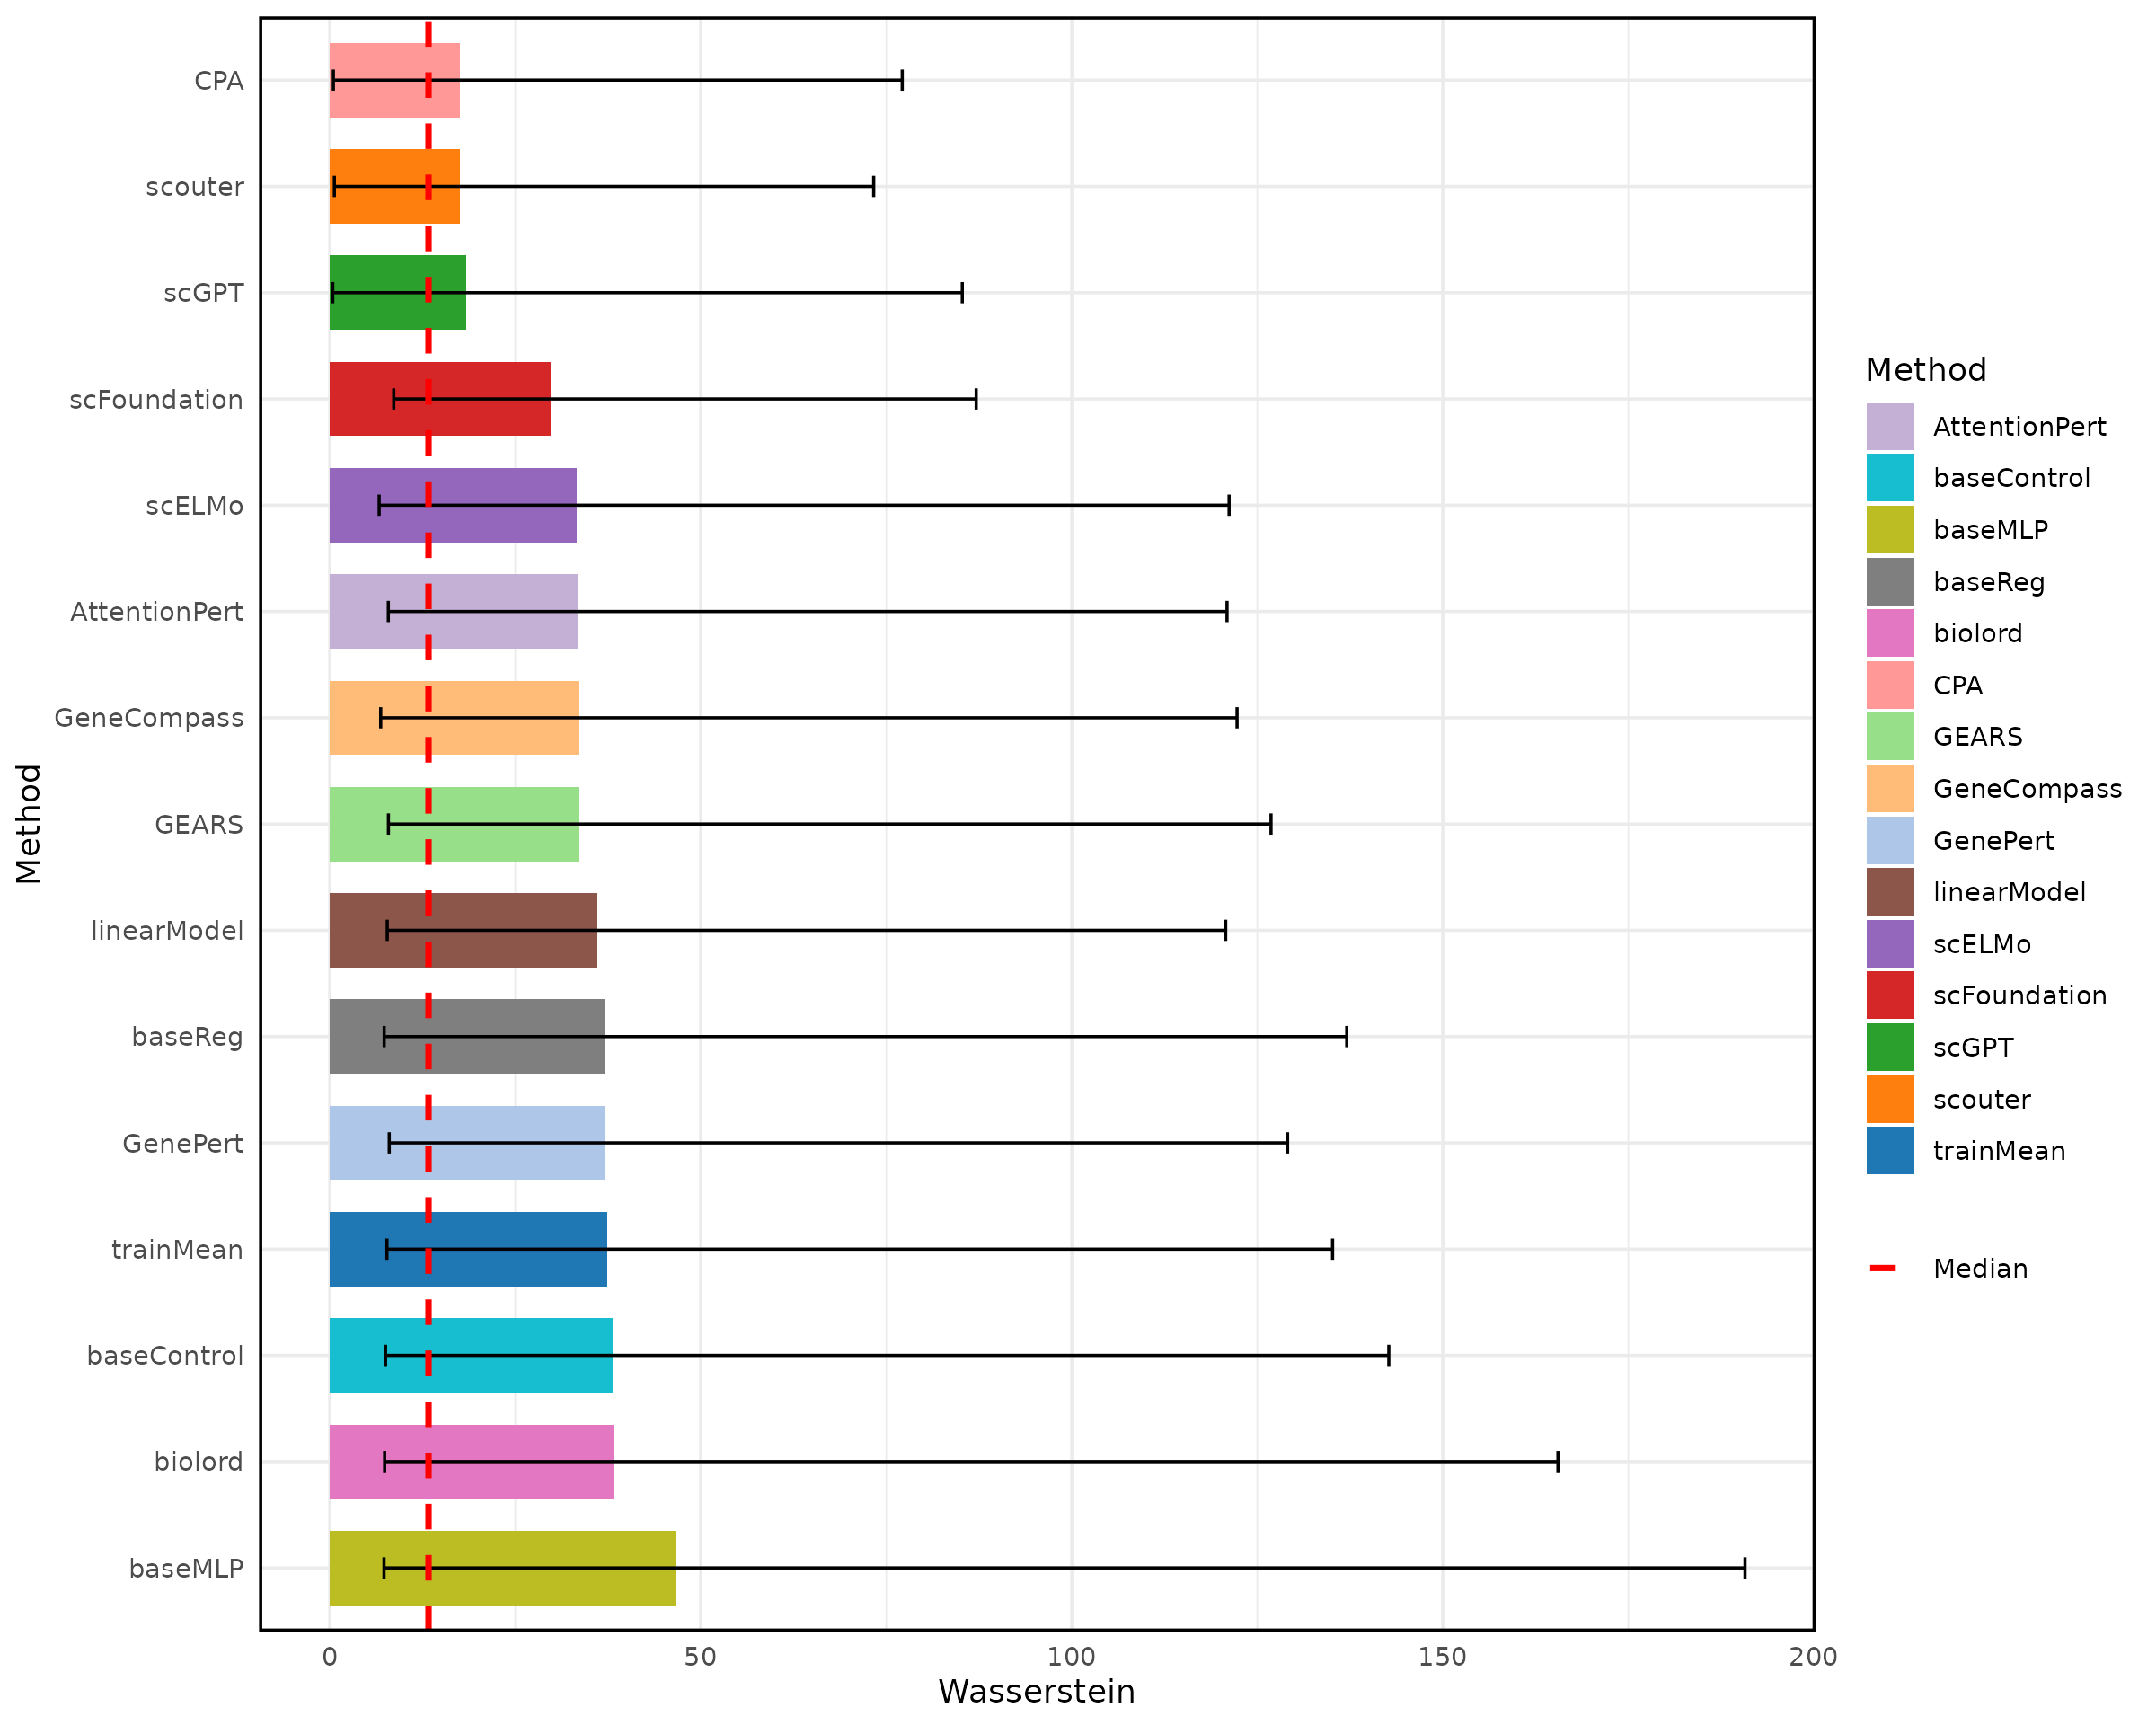 Method
CPA
scouter
scGPT
scFoundation
scELMo
AttentionPert
GeneCompass
GEARS
linearModel
baseReg
GenePert
trainMean
baseControl
biolord
baseMLP
0 50 100 150 200
Wasserstein
Method
AttentionPert
baseControl
baseMLP
baseReg
biolord
CPA
GEARS
GeneCompass
GenePert
linearModel
scELMo
scFoundation
scGPT
scouter
trainMean
Median